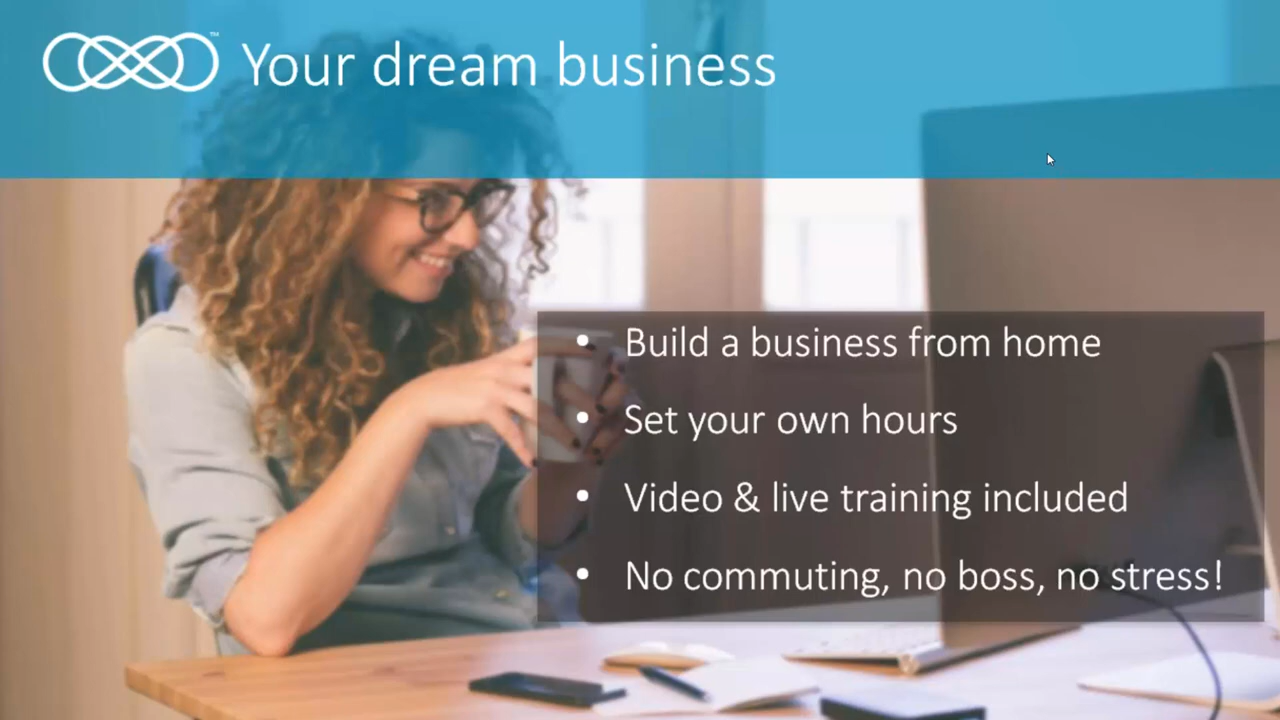 Your dream business
™
• Build a business from home
• Set your own hours
• Video & live training included
• No commuting, no boss, no stress!